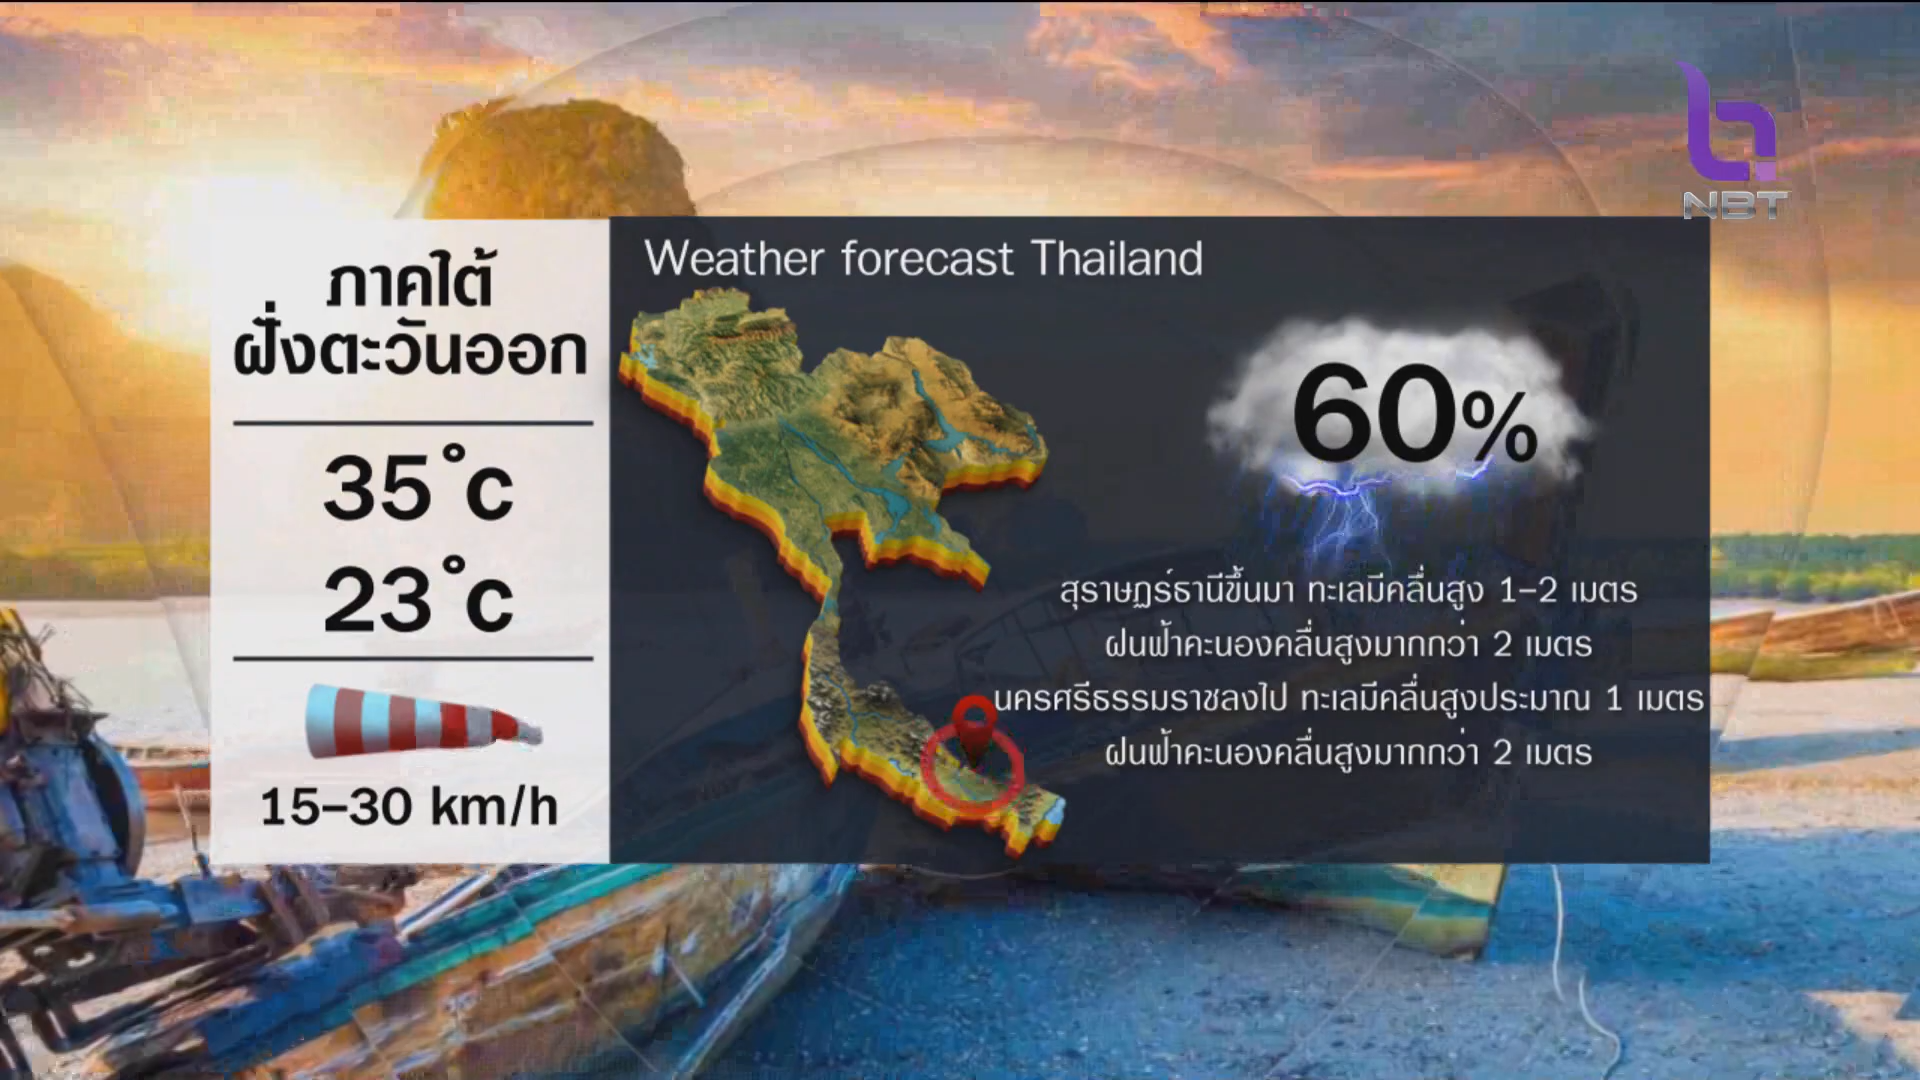 NBT
ภาคใต้
ฝั่งตะวันออก
35°c
23°c
15-30 km/h
Weather forecast Thailand
60%
สุราษฎร์ธานีขึ้นมา ทะเลมีคลื่นสูง 1-2 เมตร
ฝนฟ้าคะนองคลื่นสูงมากกว่า 2 เมตร
นครศรีธรรมราชลงไป ทะเลมีคลื่นสูงประมาณ 1 เมตร
ฝนฟ้าคะนองคลื่นสูงมากกว่า 2 เมตร